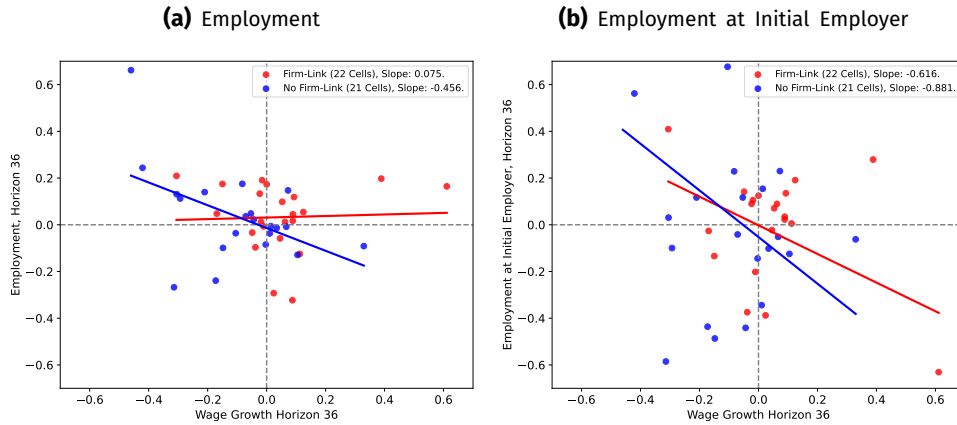 (a) Employment
Firm-Link (22 Cells), Slope: 0.075.
No Firm-Link (21 Cells), Slope: -0.456.
Employment, Horizon 36
0.6
0.4
0.2
0.0
−0.2
−0.4
−0.6
−0.6 −0.4 −0.2 0.0 0.2 0.4 0.6
Wage Growth Horizon 36
(b) Employment at Initial Employer
Firm-Link (22 Cells), Slope: -0.616.
No Firm-Link (21 Cells), Slope: -0.881.
Employment at Initial Employer, Horizon 36
0.6
0.4
0.2
0.0
−0.2
−0.4
−0.6
−0.6 −0.4 −0.2 0.0 0.2 0.4 0.6
Wage Growth Horizon 36